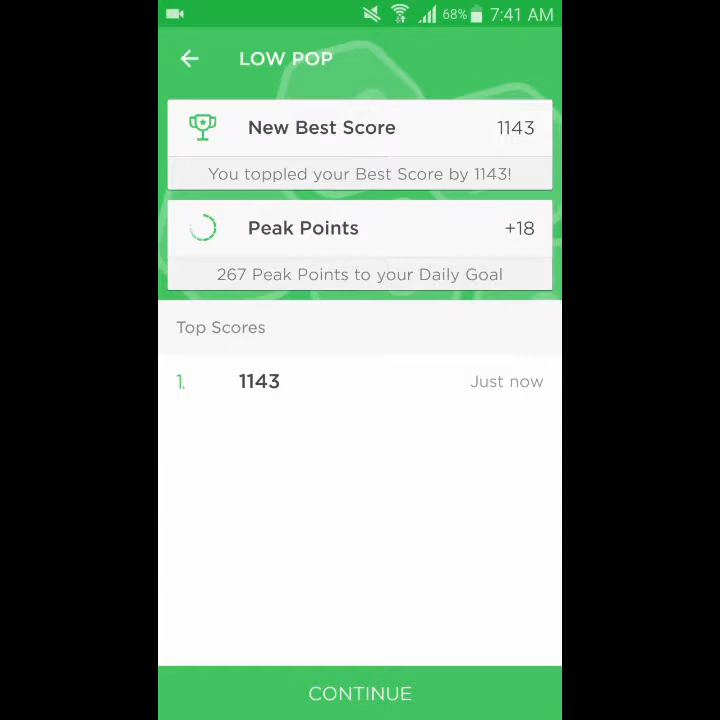 68% 7:41 AM
LOW POP
New Best Score 1143
You toppled your Best Score by 1143!
Peak Points +18
267 Peak Points to your Daily Goal
Top Scores
1. 1143 Just now
CONTINUE